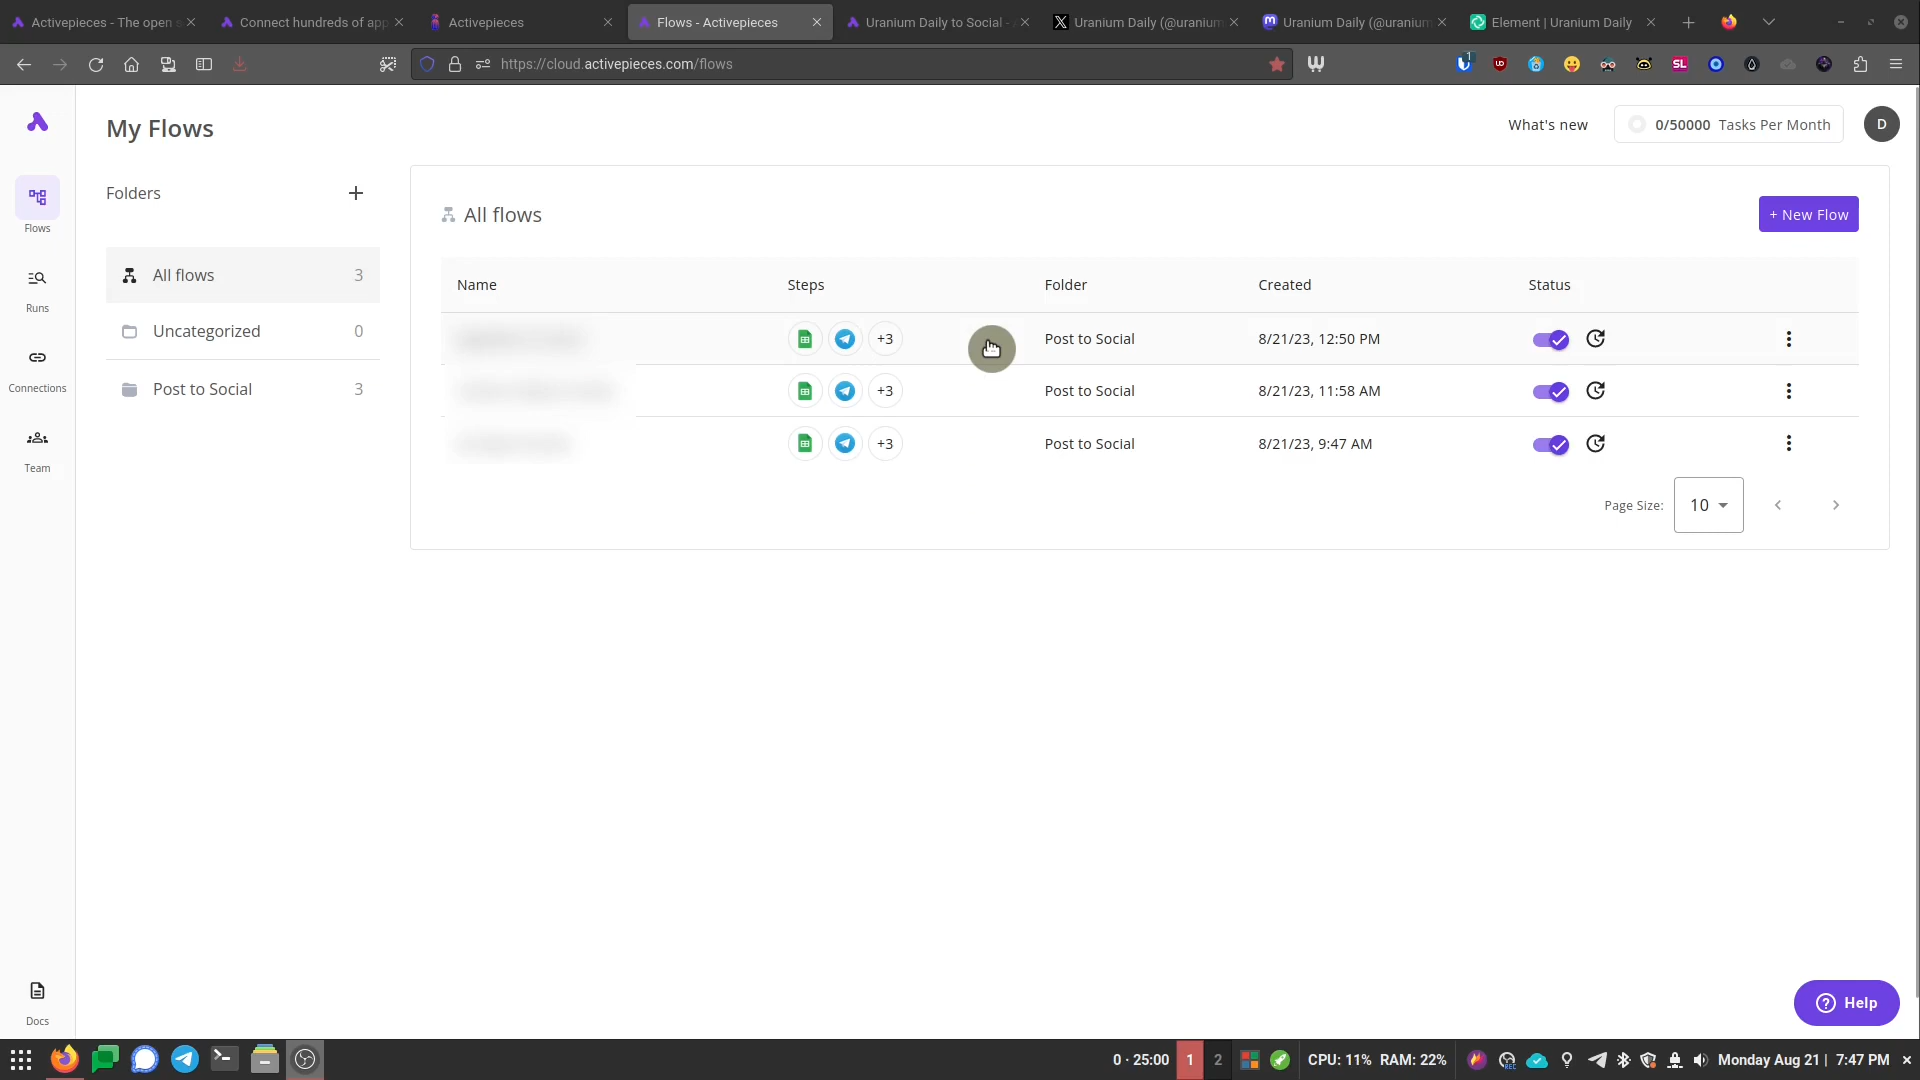 Activepieces - The open s
Connect hundreds of app
Activepieces
Flows - Activepieces
Uranium Daily to Social - A
Uranium Daily (@uranium
Uranium Daily (@uranium
Element | Uranium Daily
https://cloud.activepieces.com/flows
My Flows
What's new
0/50000 Tasks Per Month
D
Folders
All flows
+ New Flow
Flows
All flows 3
Name Steps Folder Created Status
Runs
Uncategorized 0
+3 Post to Social 8/21/23, 12:50 PM
Connections
Post to Social 3
+3 Post to Social 8/21/23, 11:58 AM
Team
+3 Post to Social 8/21/23, 9:47 AM
Page Size: 10
Help
Docs
0 · 25:00 1 2 CPU: 11% RAM: 22% REC Monday Aug 21 | 7:47 PM